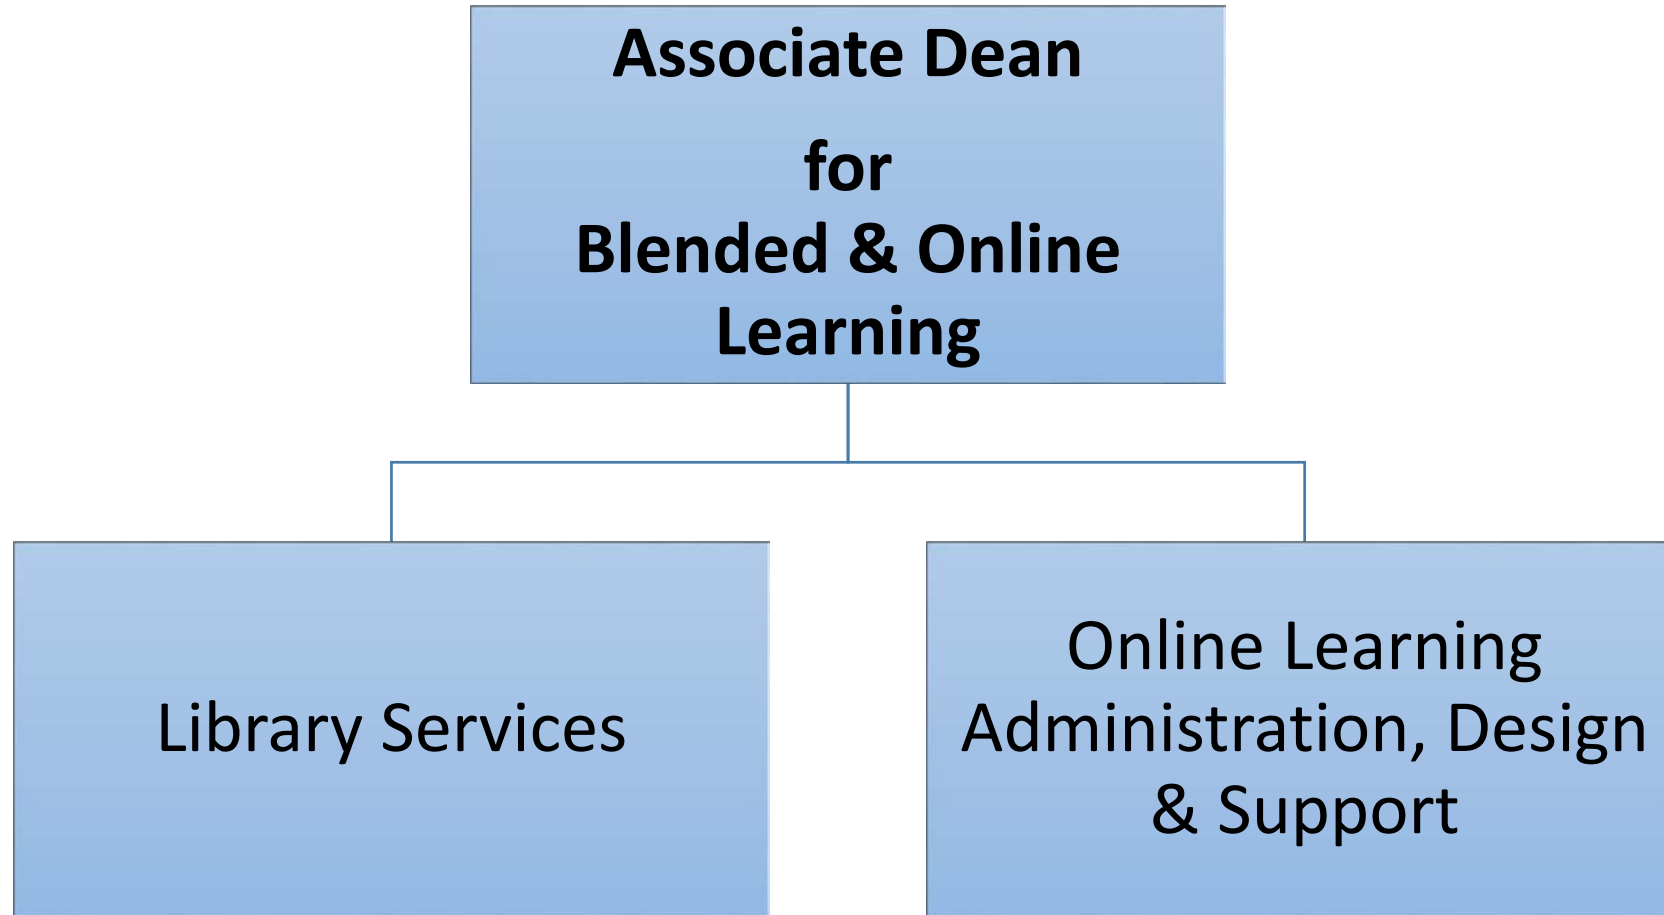 Associate Dean
for
Blended & Online
Learning
Library Services
Online Learning
Administration, Design
& Support